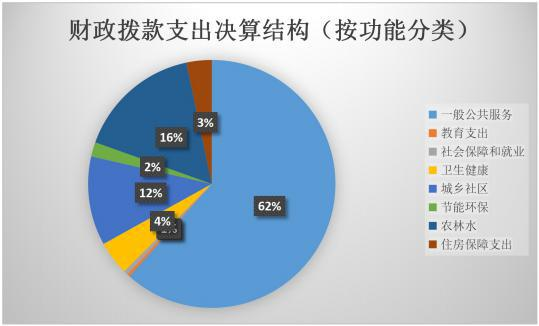 财政拨款支出决算结构（按功能分类）
3%
16%
2%
12%
4%
62%
一般公共服务
教育支出
社会保障和就业
卫生健康
城乡社区
节能环保
农林水
住房保障支出